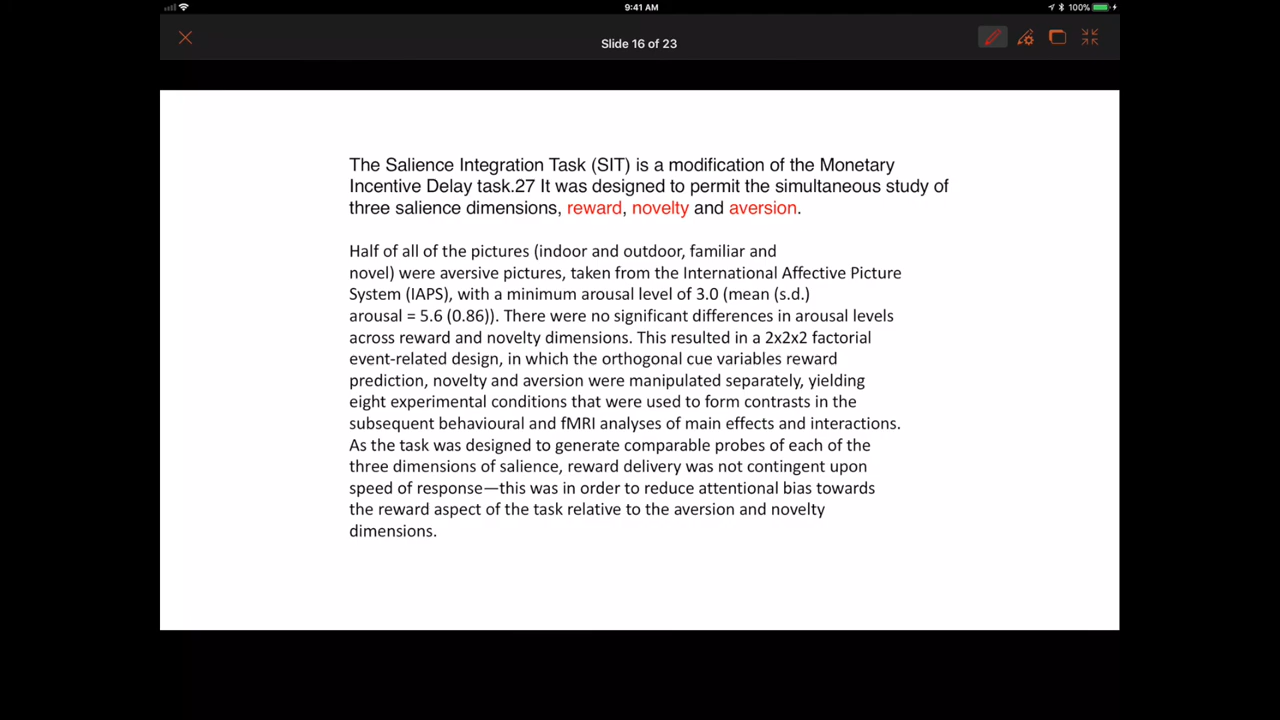 9:41 AM
100%
Slide 16 of 23
The Salience Integration Task (SIT) is a modification of the Monetary
Incentive Delay task.27 It was designed to permit the simultaneous study of
three salience dimensions, reward, novelty and aversion.
Half of all of the pictures (indoor and outdoor, familiar and
novel) were aversive pictures, taken from the International Affective Picture
System (IAPS), with a minimum arousal level of 3.0 (mean (s.d.)
arousal = 5.6 (0.86)). There were no significant differences in arousal levels
across reward and novelty dimensions. This resulted in a 2x2x2 factorial
event-related design, in which the orthogonal cue variables reward
prediction, novelty and aversion were manipulated separately, yielding
eight experimental conditions that were used to form contrasts in the
subsequent behavioural and fMRI analyses of main effects and interactions.
As the task was designed to generate comparable probes of each of the
three dimensions of salience, reward delivery was not contingent upon
speed of response—this was in order to reduce attentional bias towards
the reward aspect of the task relative to the aversion and novelty
dimensions.